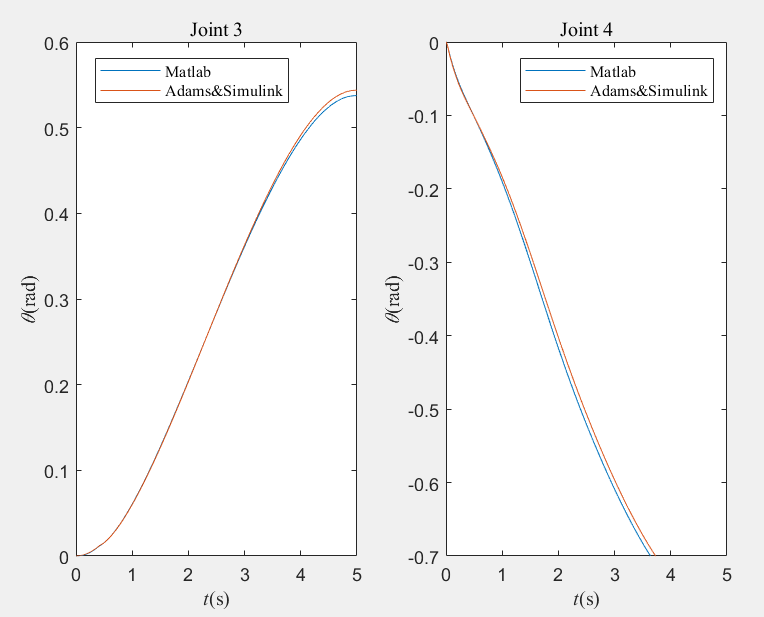 Joint 3
Matlab
Adams&Simulink
0.6
0.5
0.4
0.3
0.2
0.1
0
0 1 2 3 4 5
θ(rad)
t(s)
Joint 4
Matlab
Adams&Simulink
0
-0.1
-0.2
-0.3
-0.4
-0.5
-0.6
-0.7
0 1 2 3 4 5
θ(rad)
t(s)